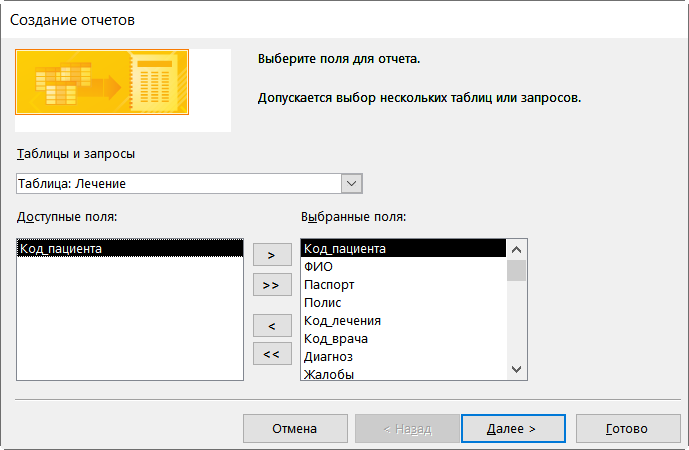 Создание отчетов
Выберите поля для отчета.
Допускается выбор нескольких таблиц или запросов.
Таблицы и запросы
Таблица: Лечение
Доступные поля:
Выбранные поля:
Код_пациента
>
>>
<
<<
Код_пациента
ФИО
Паспорт
Полис
Код_лечения
Код_врача
Диагноз
Жалобы
Отмена
< Назад
Далее >
Готово